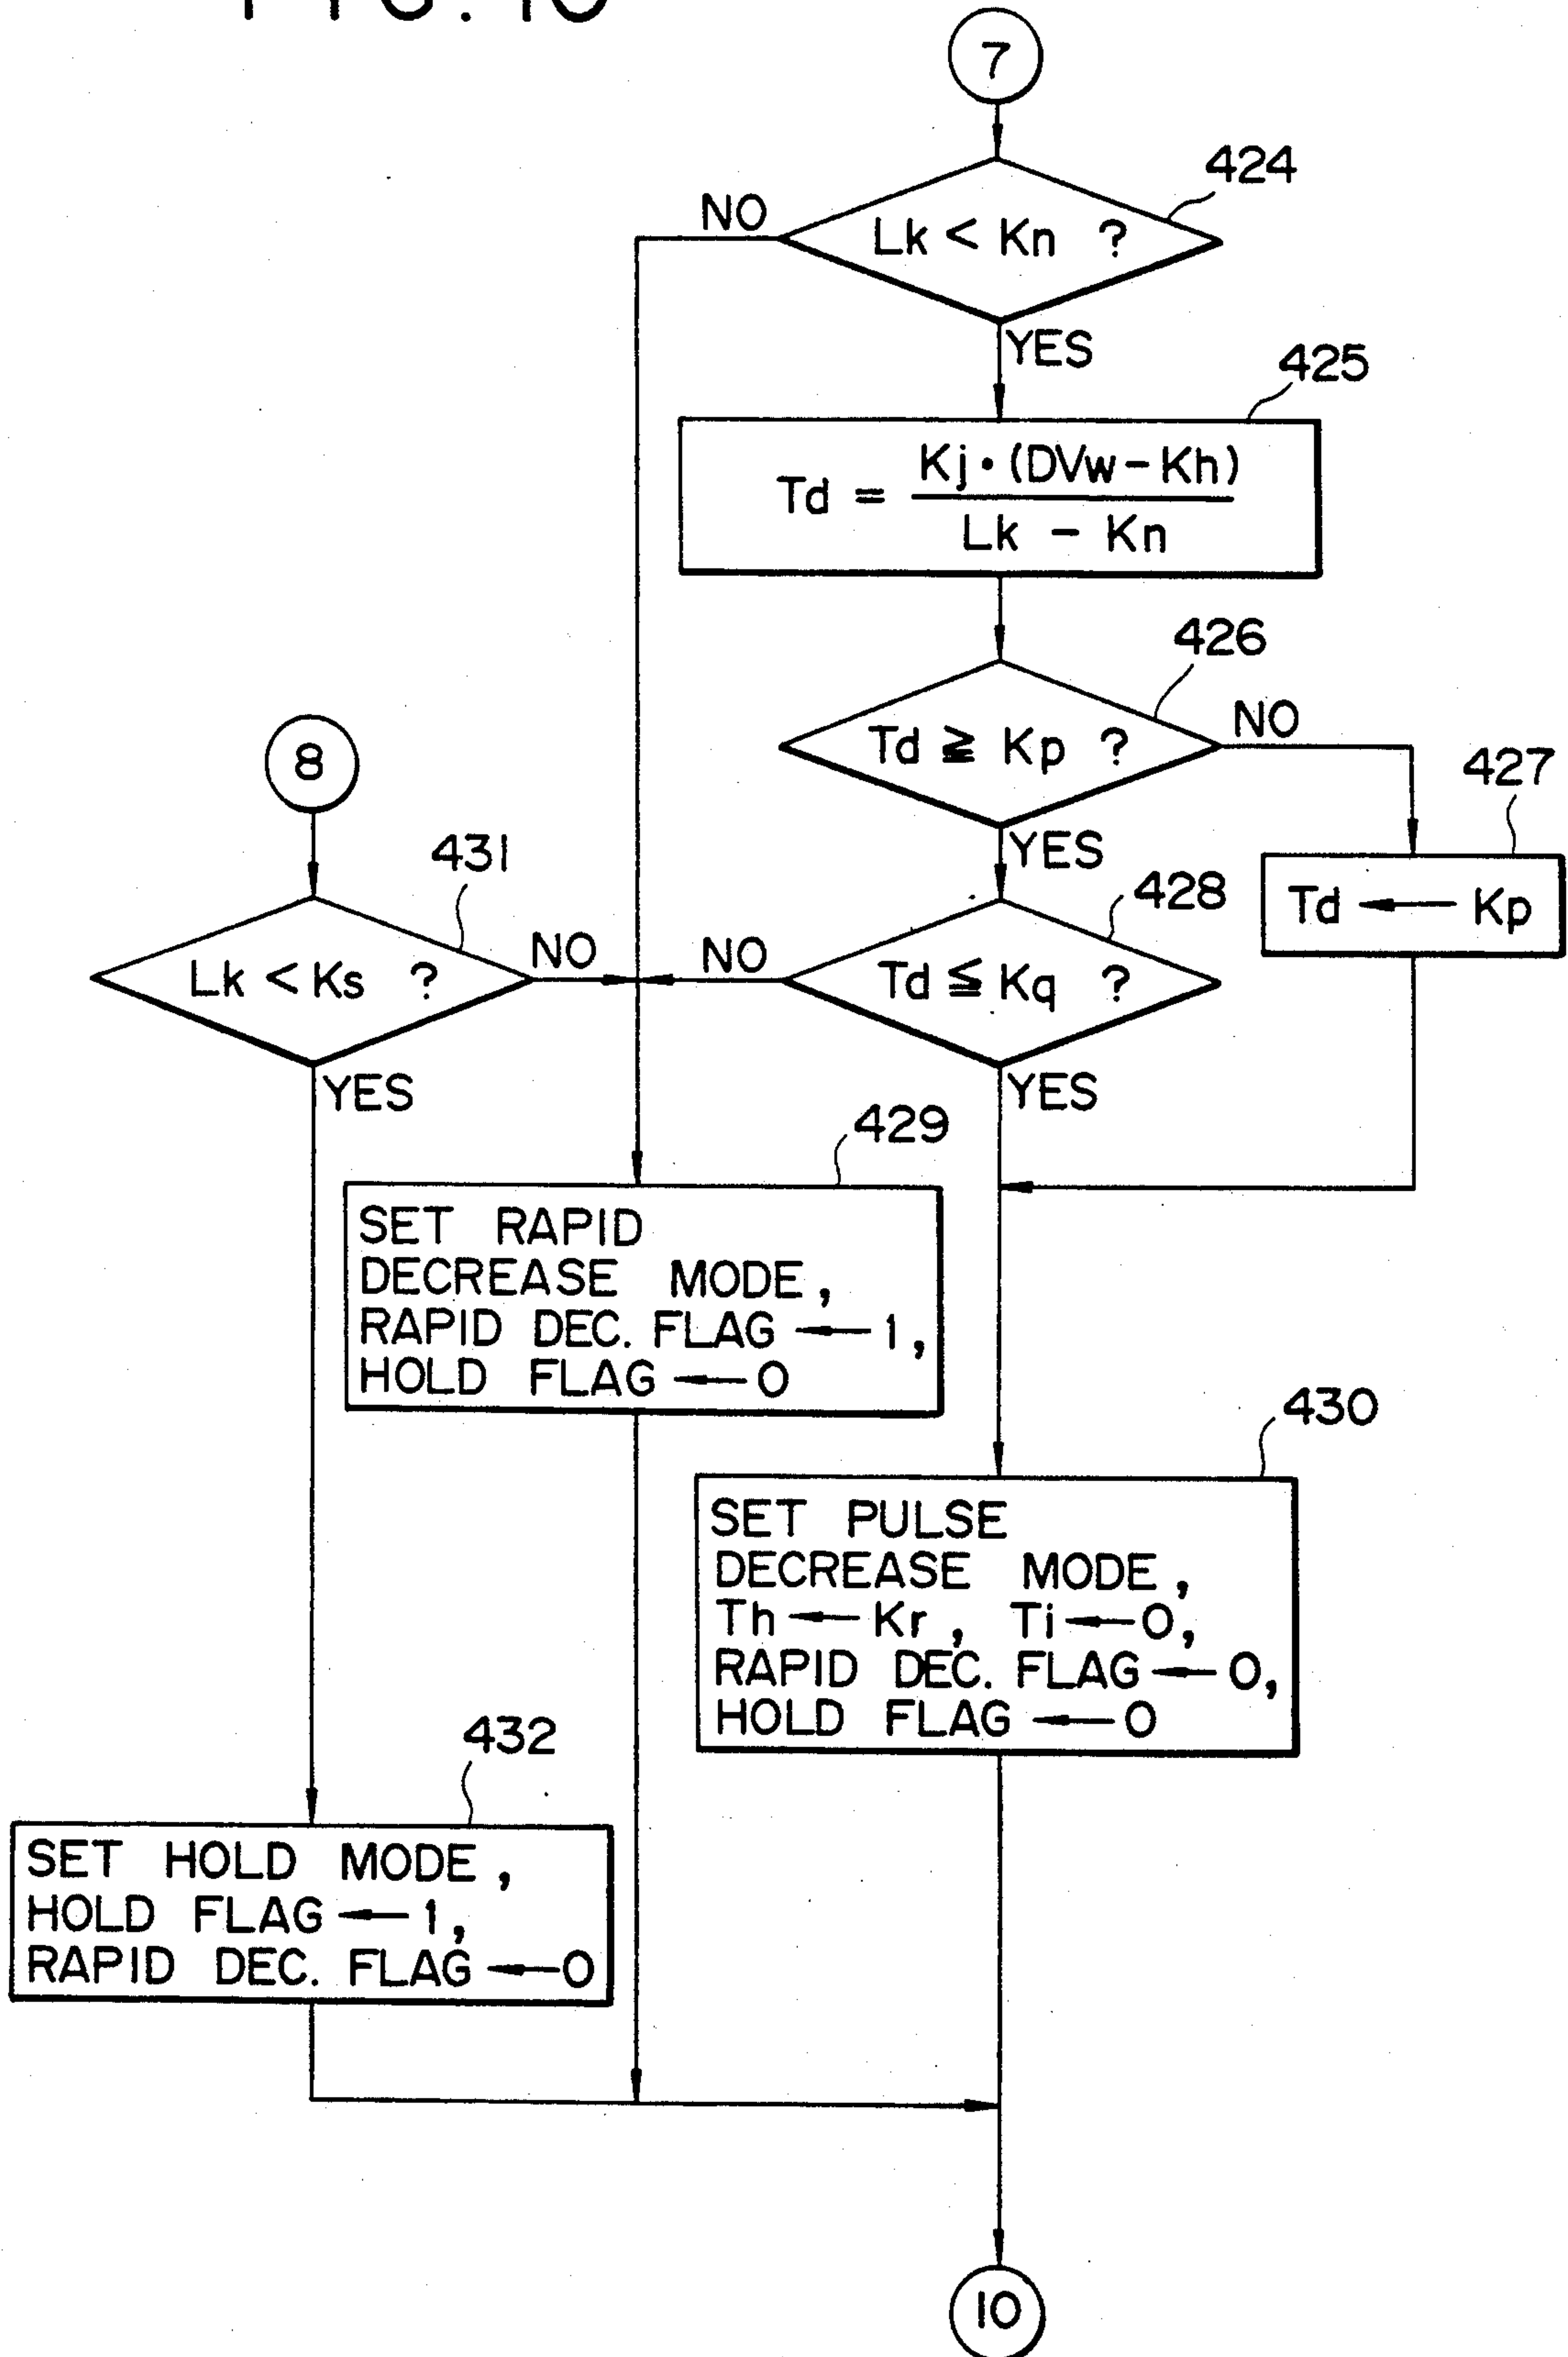 FIG. 10
7
424
NO
Lk < Kn ?
YES
425
Td = Kj·(DVw-Kh) / Lk - Kn
426
NO
Td ≧ Kp ?
8
427
YES
Td ← Kp
431
428
NO
NO
Lk < Ks ?
Td ≦ Kq ?
YES
YES
429
SET RAPID
DECREASE MODE,
RAPID DEC. FLAG ← 1,
HOLD FLAG ← 0
430
SET PULSE
DECREASE MODE,
Th ← Kr, Ti ← 0,
RAPID DEC. FLAG ← 0,
HOLD FLAG ← 0
432
SET HOLD MODE,
HOLD FLAG ← 1,
RAPID DEC. FLAG ← 0
10